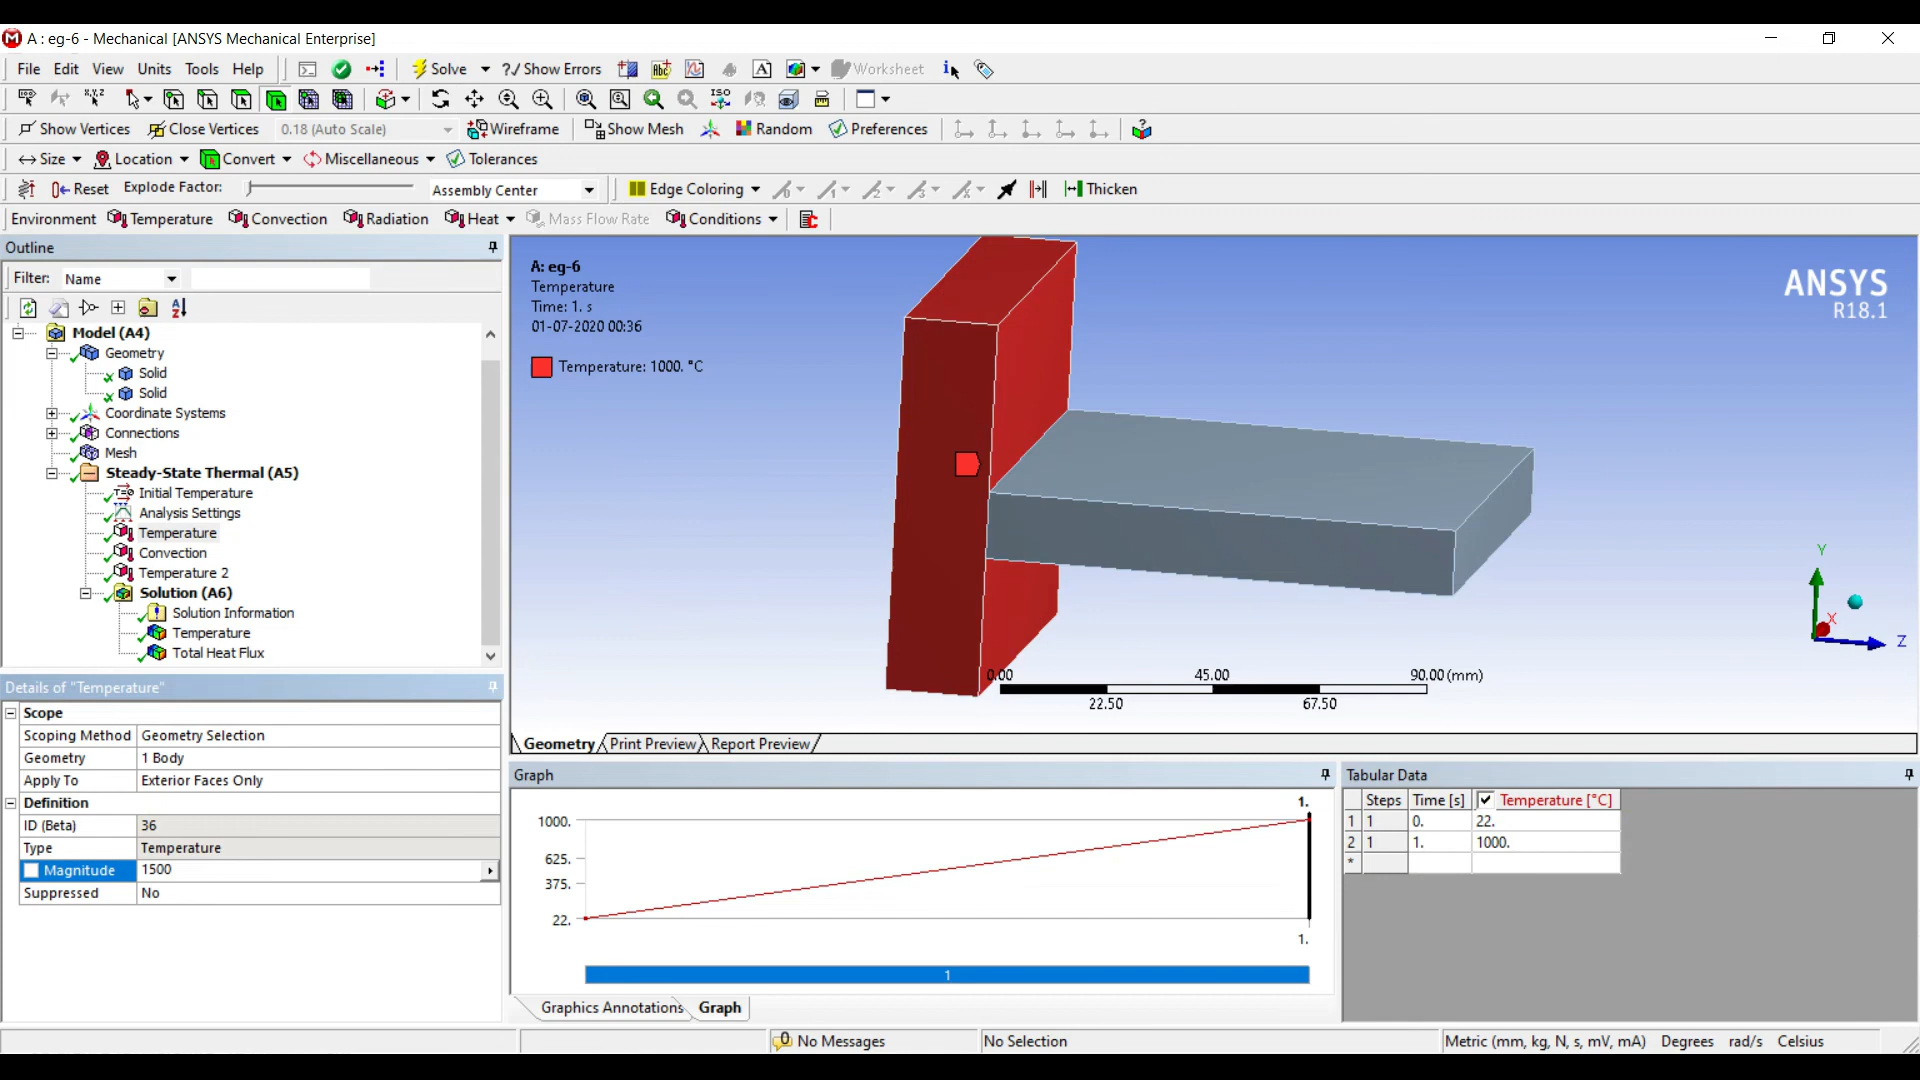 A : eg-6 - Mechanical [ANSYS Mechanical Enterprise]
File Edit View Units Tools Help Solve ?/ Show Errors Worksheet
ISO
Show Vertices Close Vertices 0.18 (Auto Scale) Wireframe Show Mesh Random Preferences
Size Location Convert Miscellaneous Tolerances
Reset Explode Factor: Assembly Center Edge Coloring Thicken
Environment Temperature Convection Radiation Heat Mass Flow Rate Conditions
Outline
Filter: Name
Model (A4)
Geometry
Solid
Solid
Coordinate Systems
Connections
Mesh
Steady-State Thermal (A5)
Initial Temperature
Analysis Settings
Temperature
Convection
Temperature 2
Solution (A6)
Solution Information
Temperature
Total Heat Flux
Details of "Temperature"
Scope
Scoping Method Geometry Selection
Geometry 1 Body
Apply To Exterior Faces Only
Definition
ID (Beta) 36
Type Temperature
Magnitude 1500
Suppressed No
A: eg-6
Temperature
Time: 1. s
01-07-2020 00:36
Temperature: 1000. °C
ANSYS
R18.1
Y
X
Z
0.00 45.00 90.00 (mm)
22.50 67.50
Geometry Print Preview Report Preview
Graph
1.
1000.
625.
375.
22.
1.
1
Graphics Annotations Graph
Tabular Data
Steps Time [s] Temperature [°C]
1 1 0. 22.
2 1 1. 1000.
*
No Messages No Selection Metric (mm, kg, N, s, mV, mA) Degrees rad/s Celsius